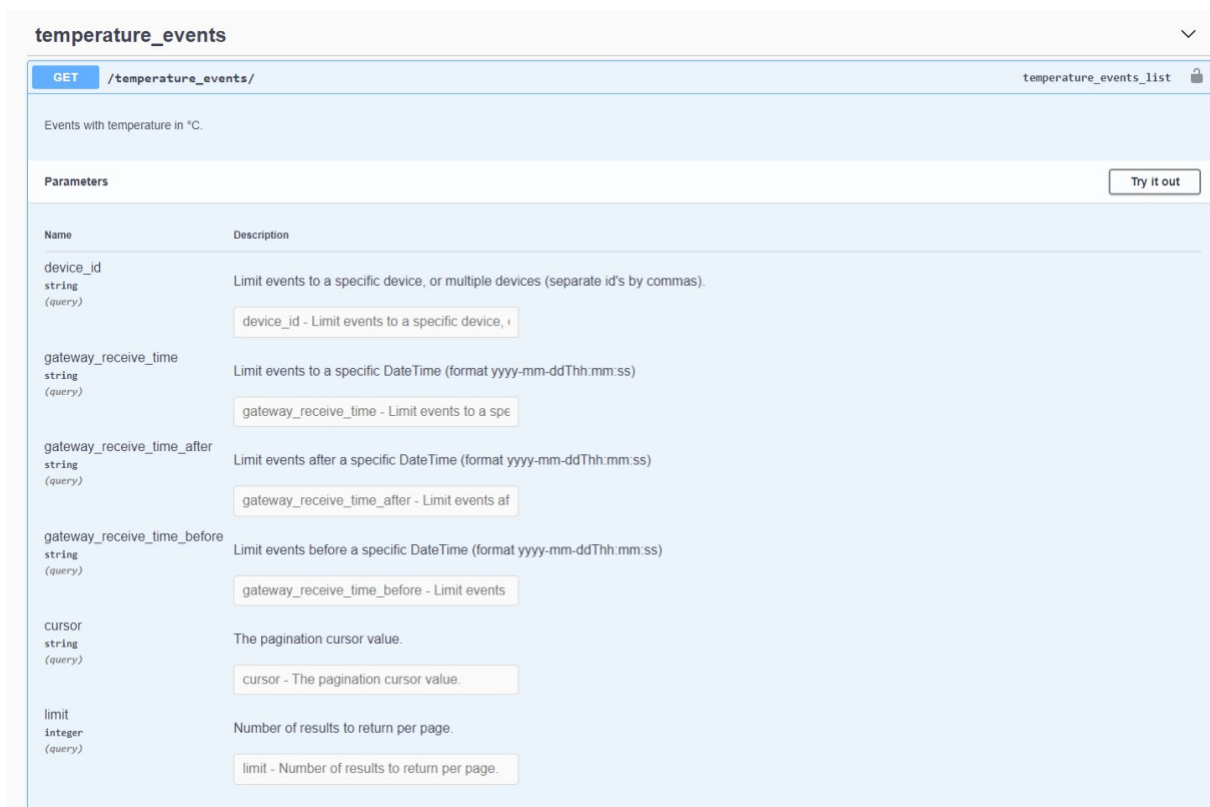 temperature_events
GET /temperature_events/ temperature_events_list
Events with temperature in °C.
Parameters Try it out
Name Description
device_id
string
(query)
Limit events to a specific device, or multiple devices (separate id's by commas).
device_id - Limit events to a specific device,
gateway_receive_time
string
(query)
Limit events to a specific DateTime (format yyyy-mm-ddThh:mm:ss)
gateway_receive_time - Limit events to a spe
gateway_receive_time_after
string
(query)
Limit events after a specific DateTime (format yyyy-mm-ddThh:mm:ss)
gateway_receive_time_after - Limit events af
gateway_receive_time_before
string
(query)
Limit events before a specific DateTime (format yyyy-mm-ddThh:mm:ss)
gateway_receive_time_before - Limit events
cursor
string
(query)
The pagination cursor value.
cursor - The pagination cursor value.
limit
integer
(query)
Number of results to return per page.
limit - Number of results to return per page.